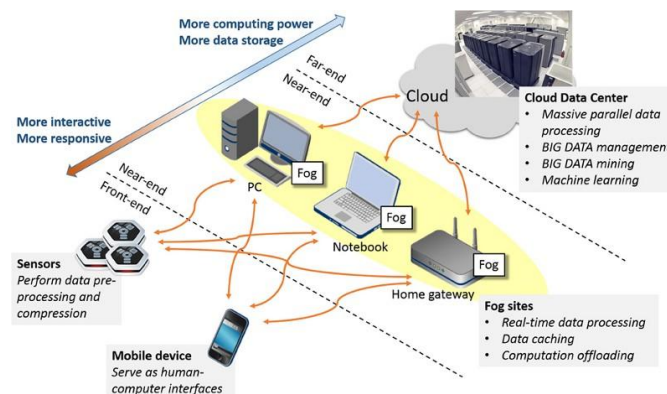 More computing power
More data storage
Far-end
Near-end
Cloud
Cloud Data Center
• Massive parallel data
processing
• BIG DATA managemen
• BIG DATA mining
• Machine learning
More interactive
More responsive
Near-end
Front-end
Fog
PC
Fog
Notebook
Fog
Home gateway
Sensors
Perform data pre-
processing and
compression
Mobile device
Serve as human-
computer interfaces
Fog sites
• Real-time data processing
• Data caching
• Computation offloading